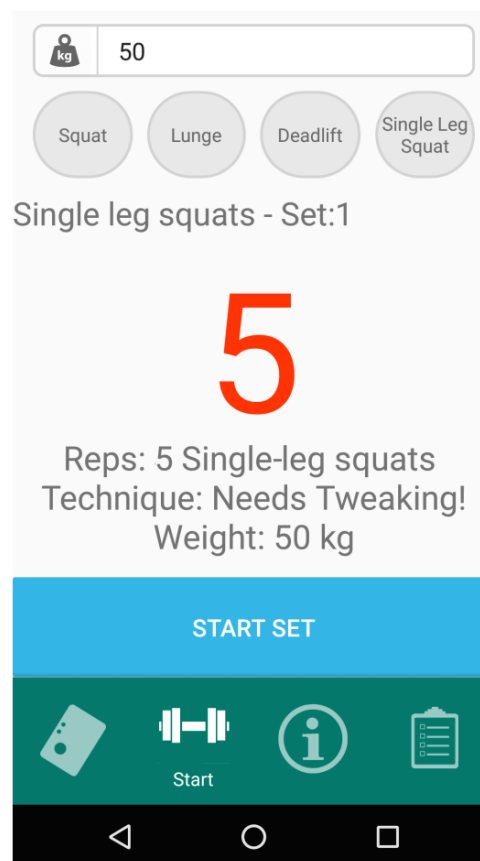 kg
50
Squat
Lunge
Deadlift
Single Leg
Squat
Single leg squats - Set:1
5
Reps: 5 Single-leg squats
Technique: Needs Tweaking!
Weight: 50 kg
START SET
i
Start